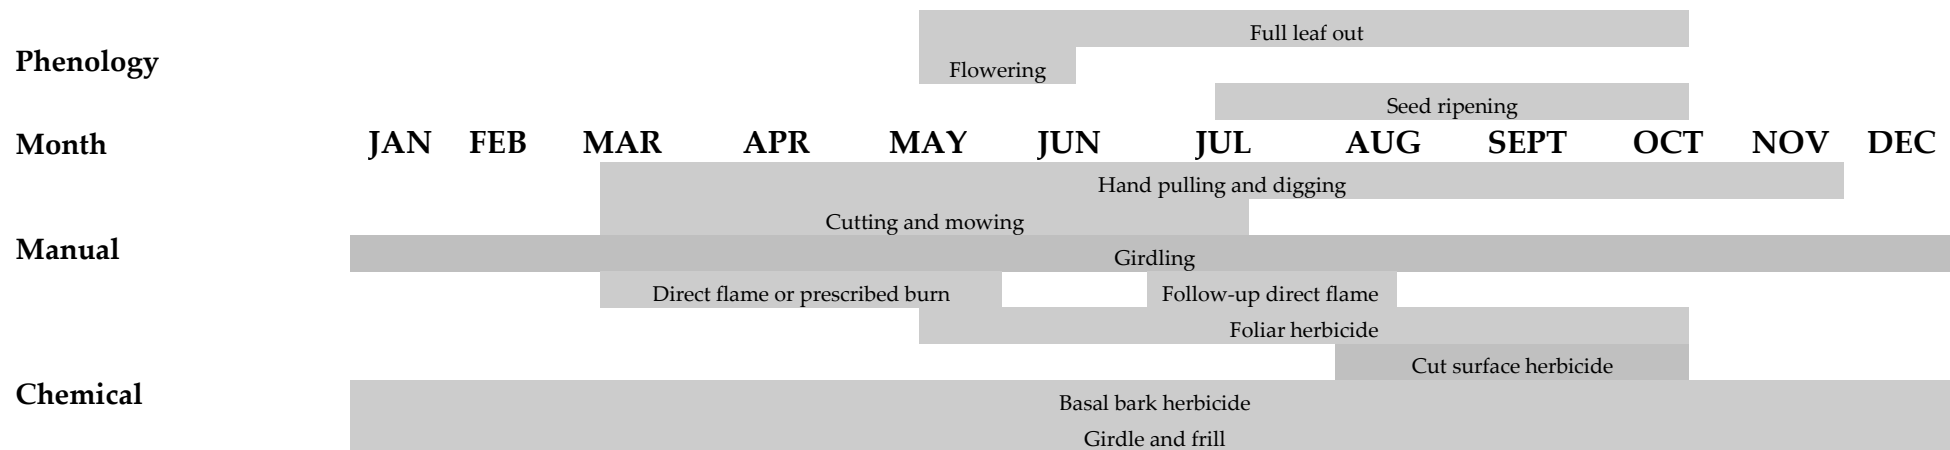 Full leaf out
Phenology
Flowering
Seed ripening
Month JAN FEB MAR APR MAY JUN JUL AUG SEPT OCT NOV DEC
Hand pulling and digging
Cutting and mowing
Manual
Girdling
Direct flame or prescribed burn Follow-up direct flame
Foliar herbicide
Cut surface herbicide
Chemical
Basal bark herbicide
Girdle and frill